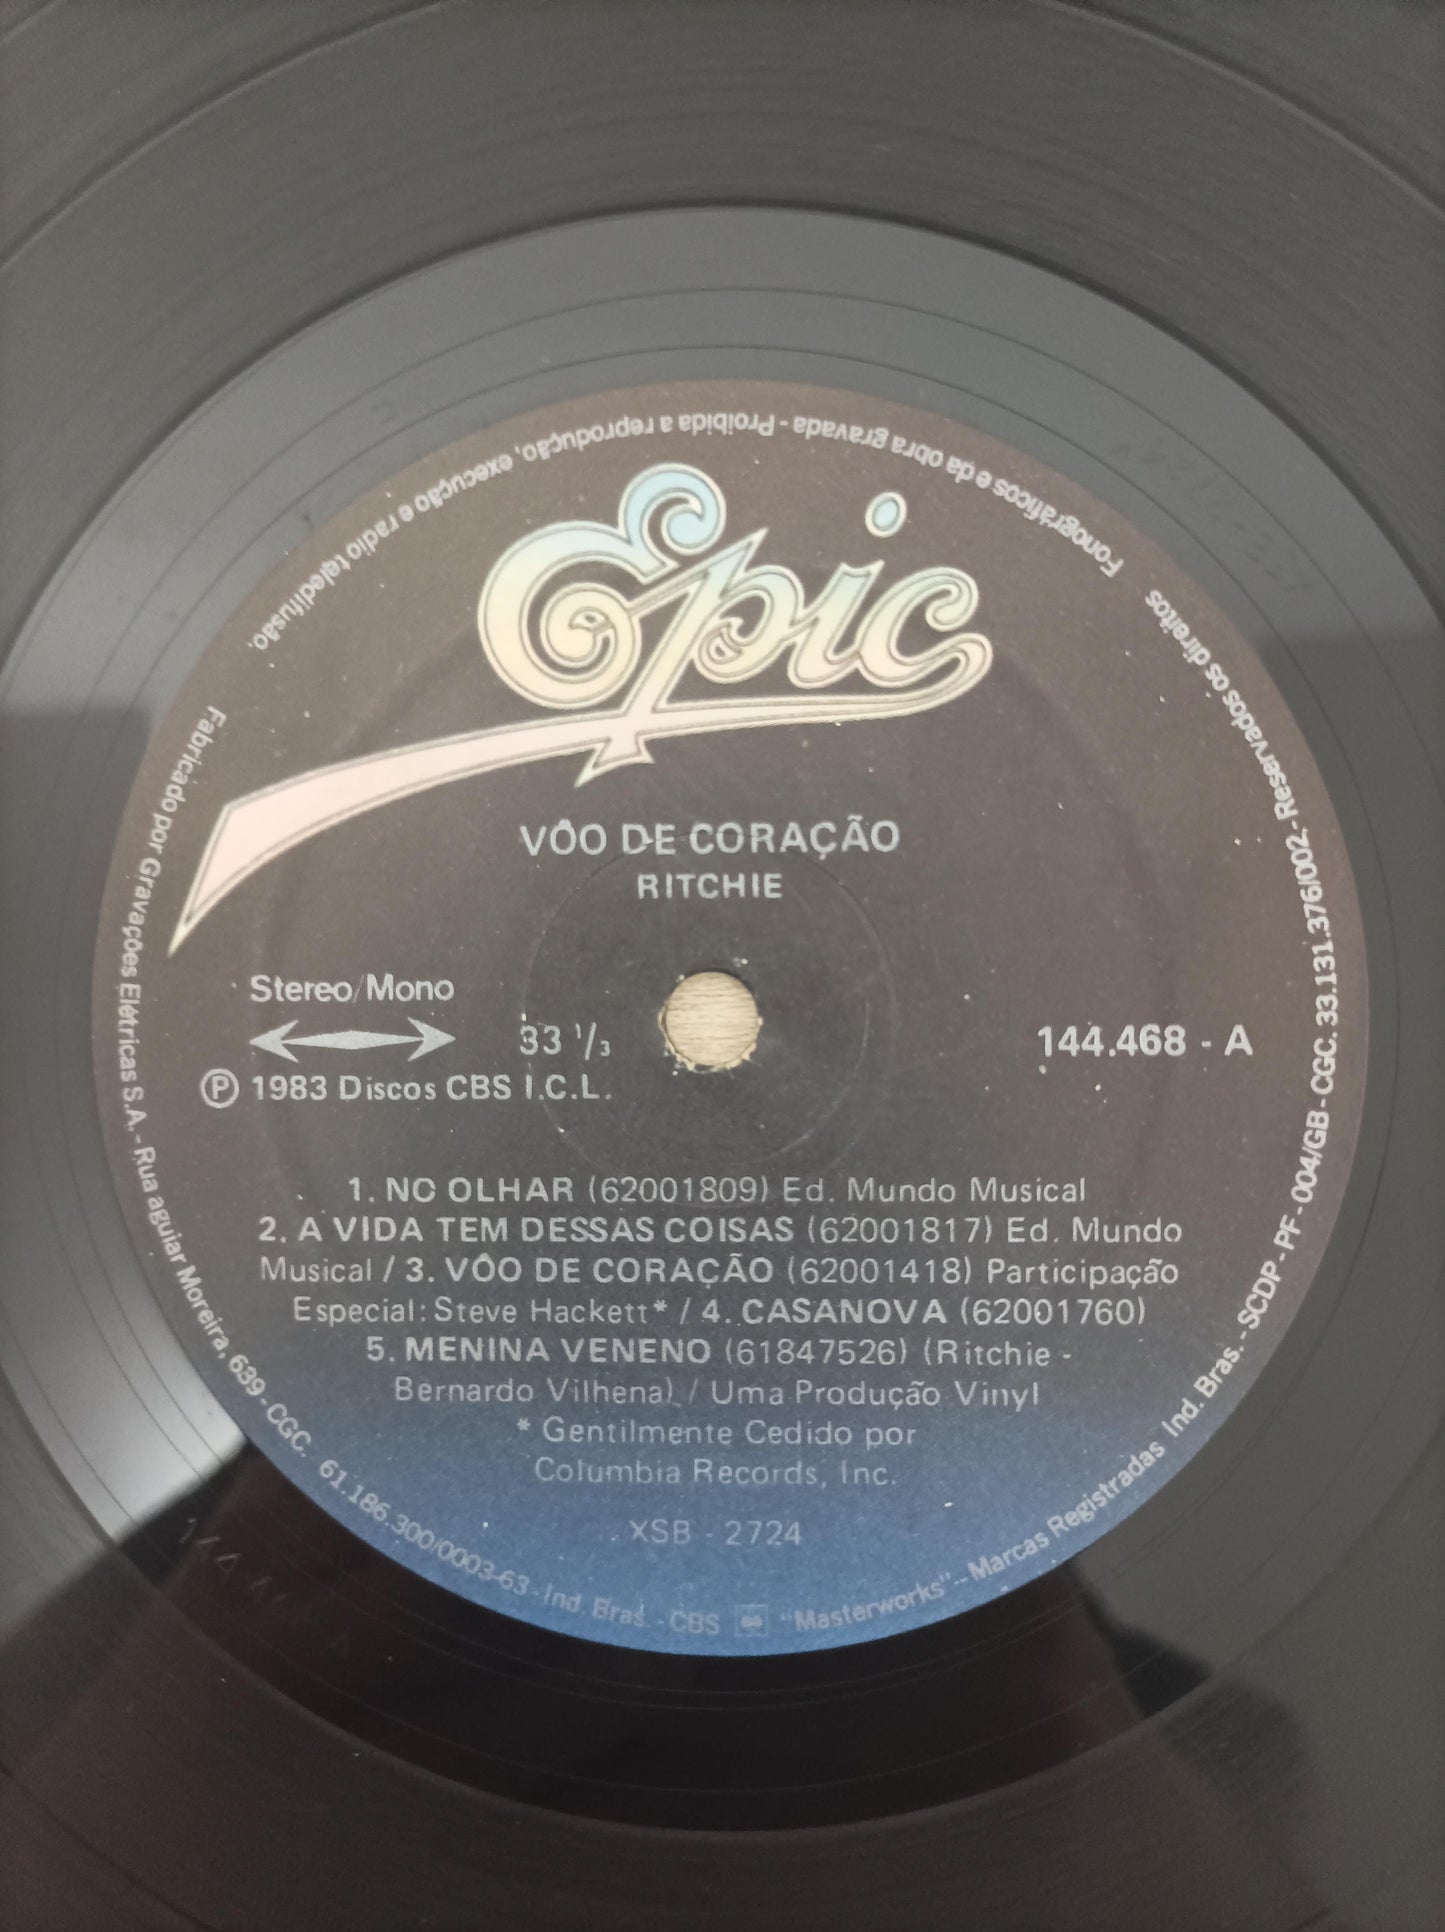 Epic
VÔO DE CORAÇÃO
RITCHIE
Stereo/Mono
33 1/3
144.468 - A
Ⓟ 1983 Discos CBS I.C.L.
1. NO OLHAR (62001809) Ed. Mundo Musical
2. A VIDA TEM DESSAS COISAS (62001817) Ed. Mundo
Musical / 3. VÔO DE CORAÇÃO (62001418) Participação
Especial: Steve Hackett* / 4. CASANOVA (62001760)
5. MENINA VENENO (61847526) (Ritchie -
Bernardo Vilhena) / Uma Produção Vinyl
* Gentilmente Cedido por
Columbia Records, Inc.
XSB - 2724
Fabricado por Gravações Elétricas S.A. - Rua aguiar Moreira, 639 - CGC. 61.186.300/0003-63 - Ind. Bras. - CBS "Masterworks" - Marcas Registradas Ind. Bras. - SCDP - PF - 004/GB - CGC. 33.131.376/002 - Reservados os direitos
Fonográficos e da obra gravada - Proibida a reprodução, execução e radio teledifusão.